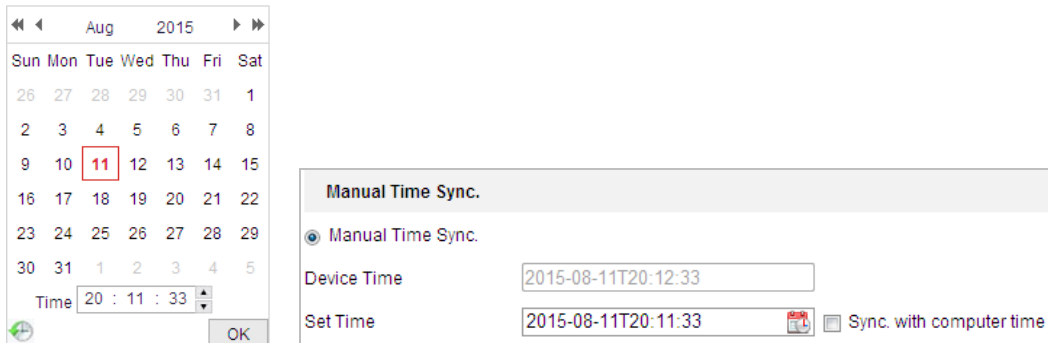 Aug 2015
Sun Mon Tue Wed Thu Fri Sat
26 27 28 29 30 31 1
2 3 4 5 6 7 8
9 10 11 12 13 14 15
16 17 18 19 20 21 22
23 24 25 26 27 28 29
30 31 1 2 3 4 5
Time 20 : 11 : 33
OK
Manual Time Sync.
Manual Time Sync.
Device Time 2015-08-11T20:12:33
Set Time 2015-08-11T20:11:33 Sync. with computer time